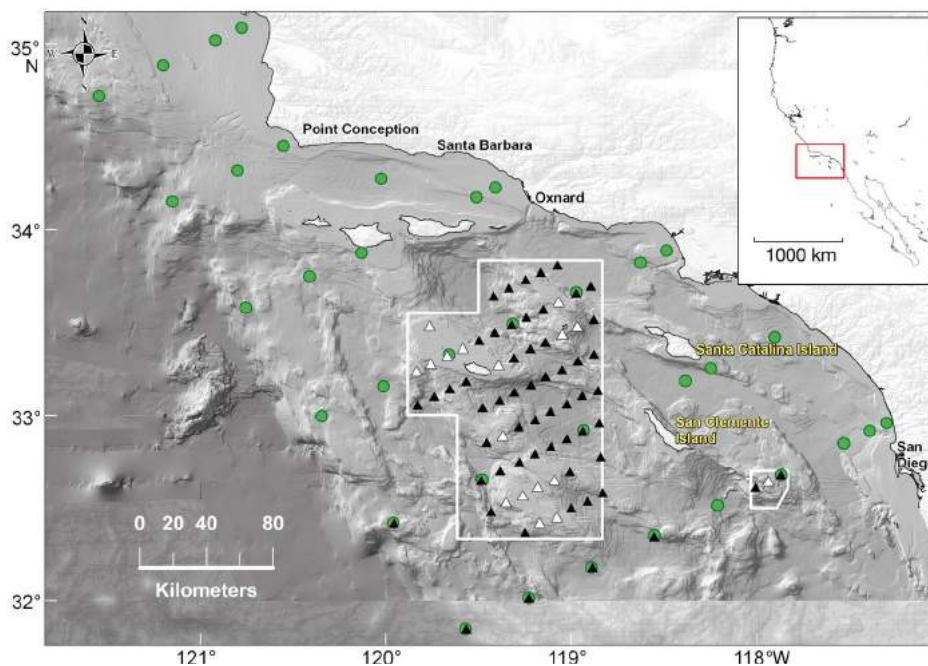 35°
N
W E
Point Conception
Santa Barbara
Oxnard
1000 km
34°
Santa Catalina Island
33°
San Clemente
Island
San
Diego
0 20 40 80
Kilometers
32°
121° 120° 119° 118°W